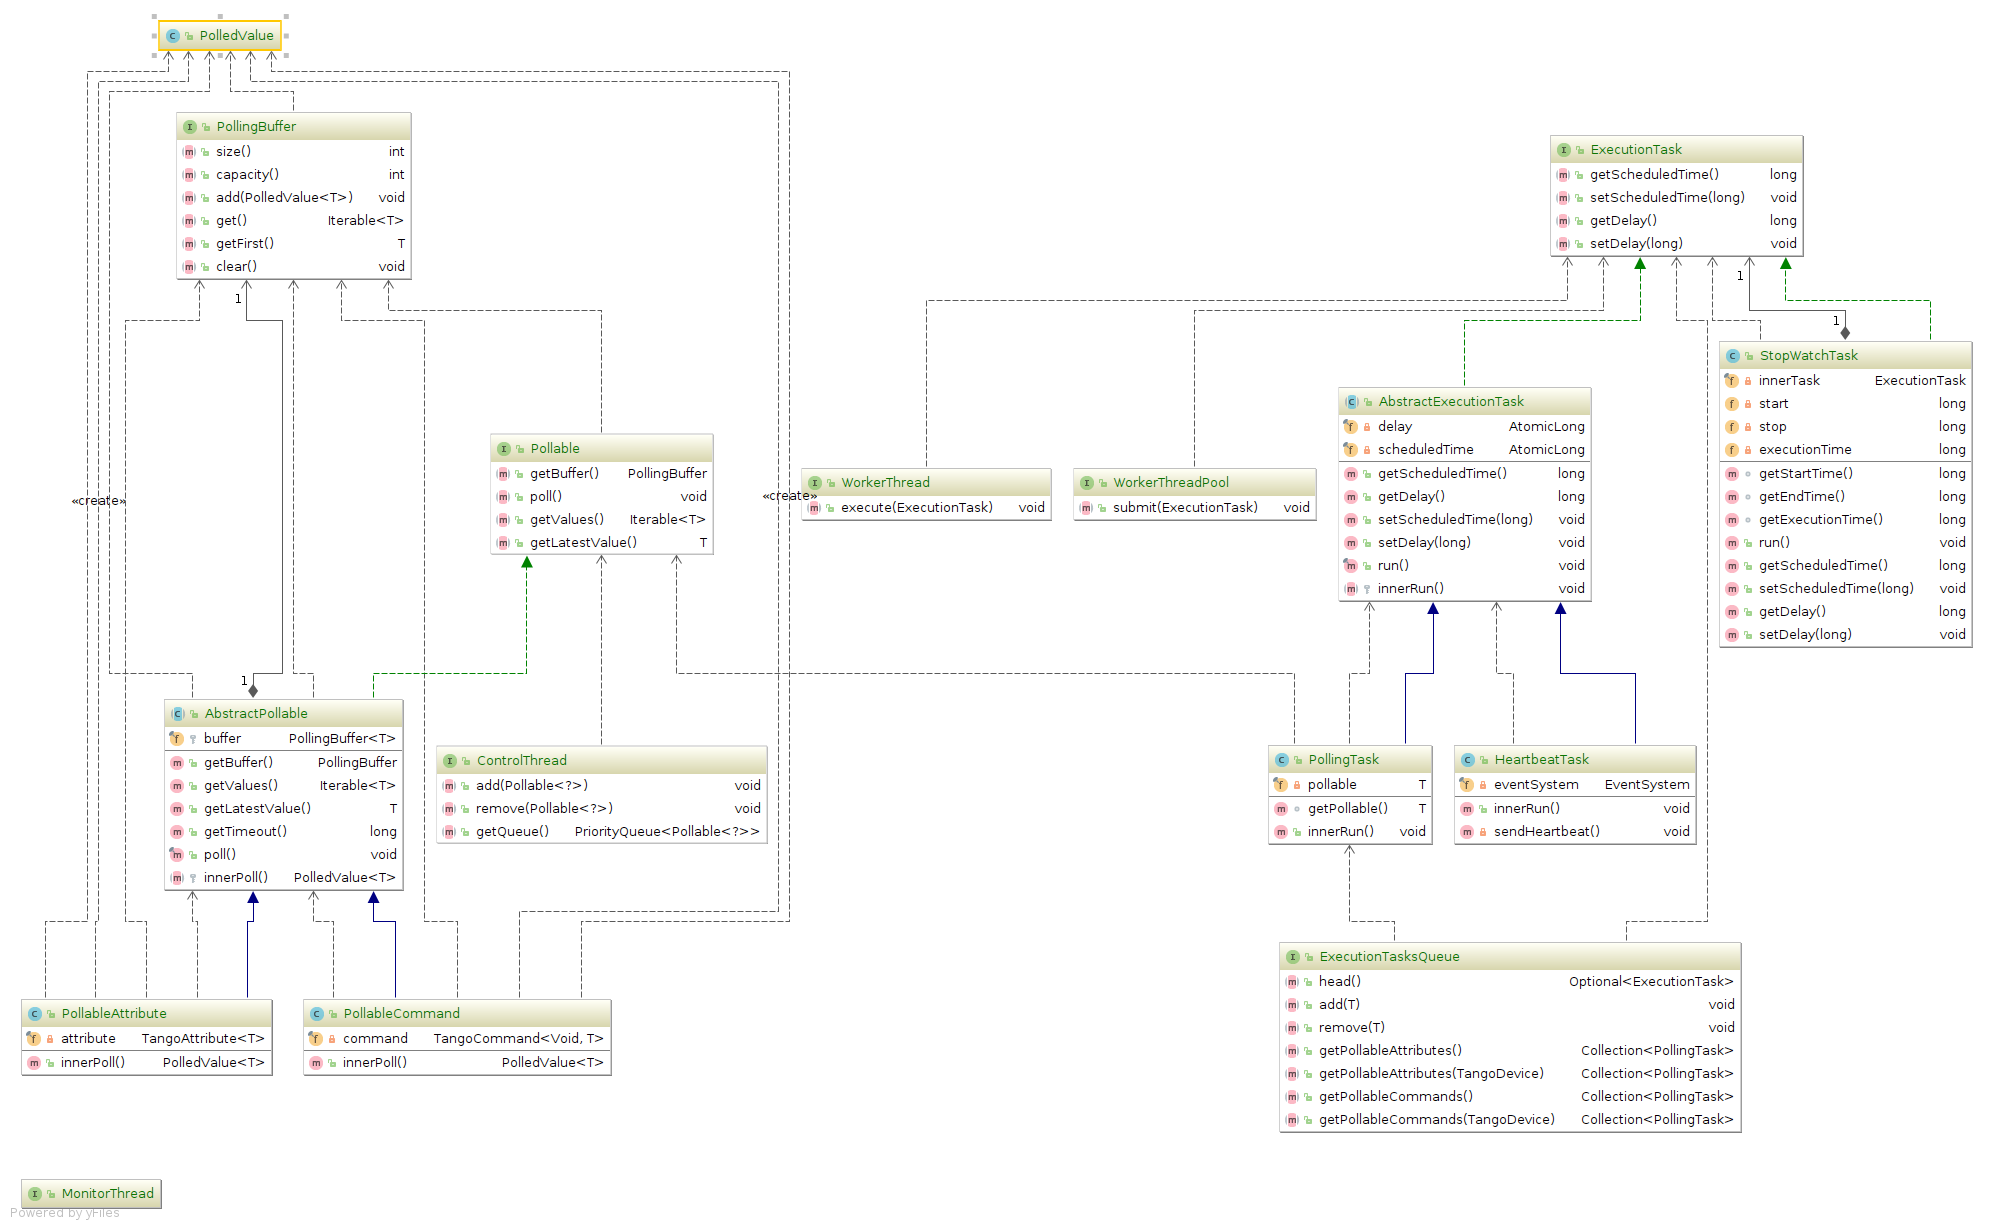 PolledValue
PollingBuffer
size() int
capacity() int
add(PolledValue<T>) void
get() Iterable<T>
getFirst() T
clear() void
1
ExecutionTask
getScheduledTime() long
setScheduledTime(long) void
getDelay() long
setDelay(long) void
1
1
StopWatchTask
innerTask ExecutionTask
start long
stop long
executionTime long
getStartTime() long
getEndTime() long
getExecutionTime() long
run() void
getScheduledTime() long
setScheduledTime(long) void
getDelay() long
setDelay(long) void
AbstractExecutionTask
delay AtomicLong
scheduledTime AtomicLong
getScheduledTime() long
getDelay() long
setScheduledTime(long) void
setDelay(long) void
run() void
innerRun() void
Pollable
getBuffer() PollingBuffer
poll() void
getValues() Iterable<T>
getLatestValue() T
WorkerThread
execute(ExecutionTask) void
WorkerThreadPool
submit(ExecutionTask) void
«create»
«create»
1
AbstractPollable
buffer PollingBuffer<T>
getBuffer() PollingBuffer
getValues() Iterable<T>
getLatestValue() T
getTimeout() long
poll() void
innerPoll() PolledValue<T>
ControlThread
add(Pollable<?>) void
remove(Pollable<?>) void
getQueue() PriorityQueue<Pollable<?>>
PollingTask
pollable T
getPollable() T
innerRun() void
HeartbeatTask
eventSystem EventSystem
innerRun() void
sendHeartbeat() void
ExecutionTasksQueue
head() Optional<ExecutionTask>
add(T) void
remove(T) void
getPollableAttributes() Collection<PollingTask>
getPollableAttributes(TangoDevice) Collection<PollingTask>
getPollableCommands() Collection<PollingTask>
getPollableCommands(TangoDevice) Collection<PollingTask>
PollableAttribute
attribute TangoAttribute<T>
innerPoll() PolledValue<T>
PollableCommand
command TangoCommand<Void, T>
innerPoll() PolledValue<T>
MonitorThread
Powered by yFiles